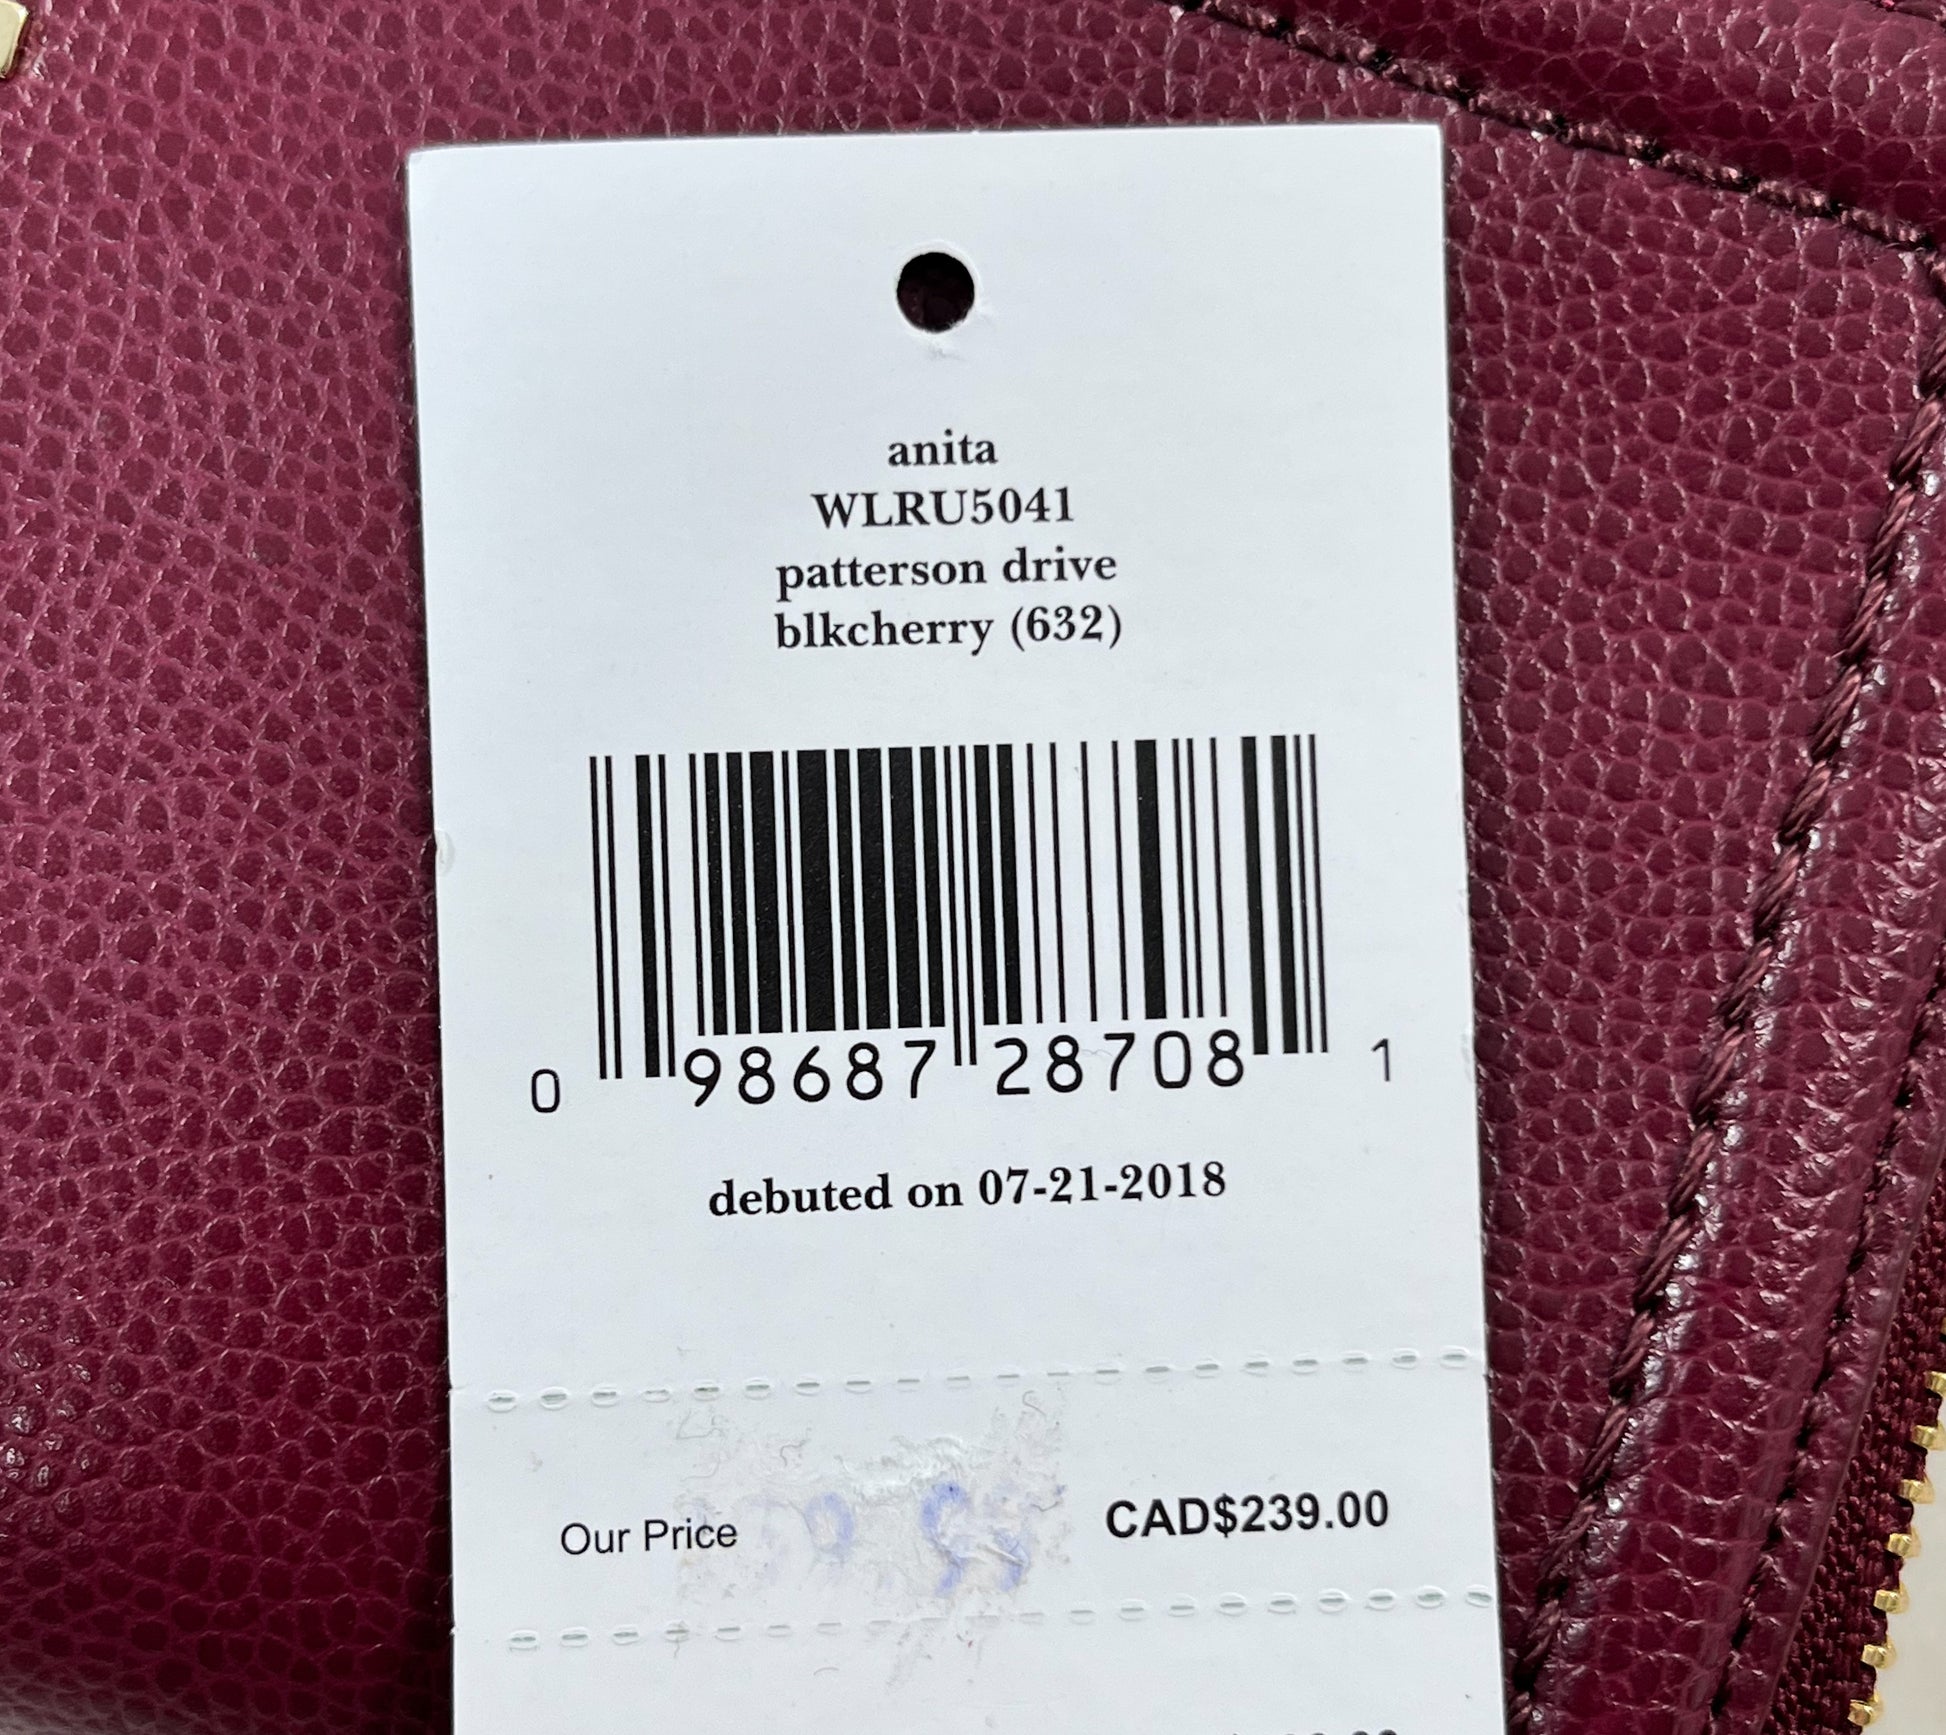 anita
WLRU5041
patterson drive
blkcherry (632)
0 98687 28708 1
debuted on 07-21-2018
Our Price CAD$239.00